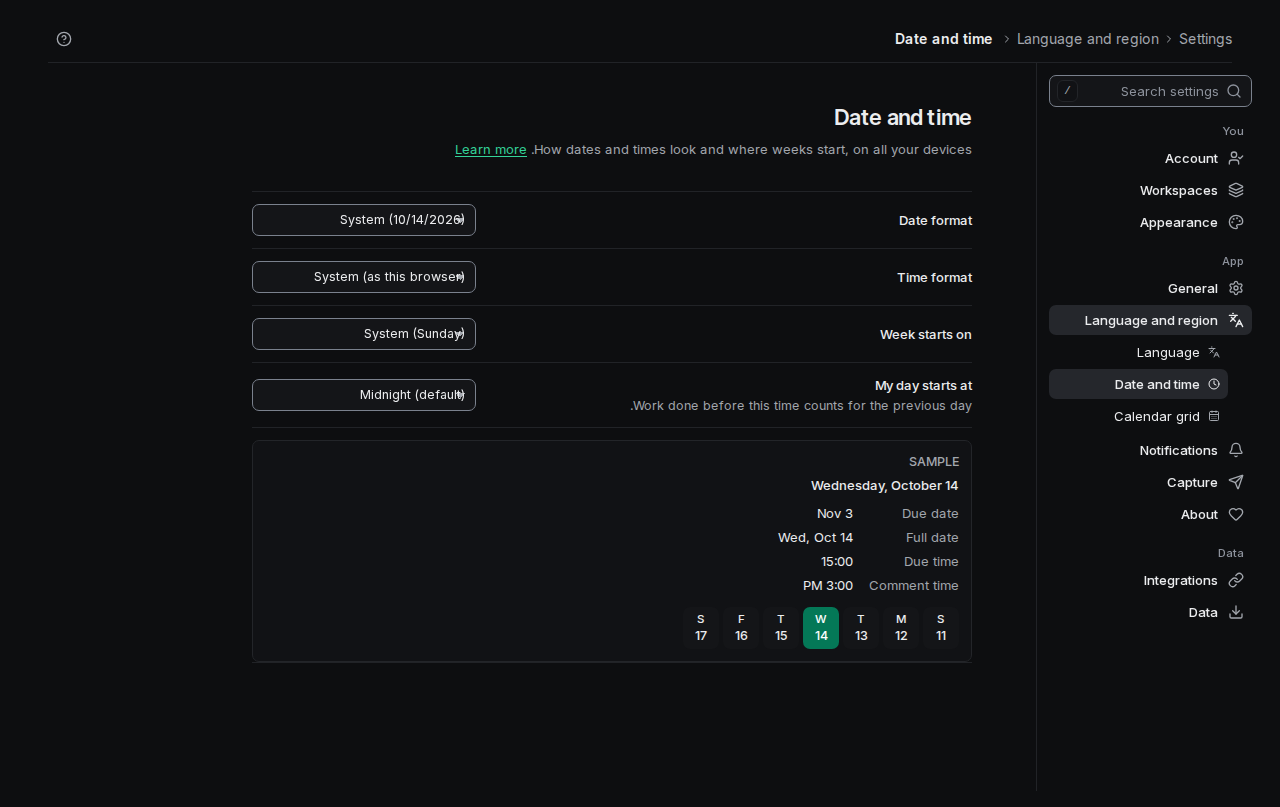 Settings › Language and region › Date and time
/ Search settings
You
Account
Workspaces
Appearance
App
General
Language and region
Language
Date and time
Calendar grid
Notifications
Capture
About
Data
Integrations
Data
Date and time
How dates and times look and where weeks start, on all your devices. Learn more
Date format
System (10/14/2026)
Time format
System (as this browser)
Week starts on
System (Sunday)
My day starts at
Work done before this time counts for the previous day.
Midnight (default)
SAMPLE
Wednesday, October 14
Due date Nov 3
Full date Wed, Oct 14
Due time 15:00
Comment time PM 3:00
S F T W T M S
17 16 15 14 13 12 11